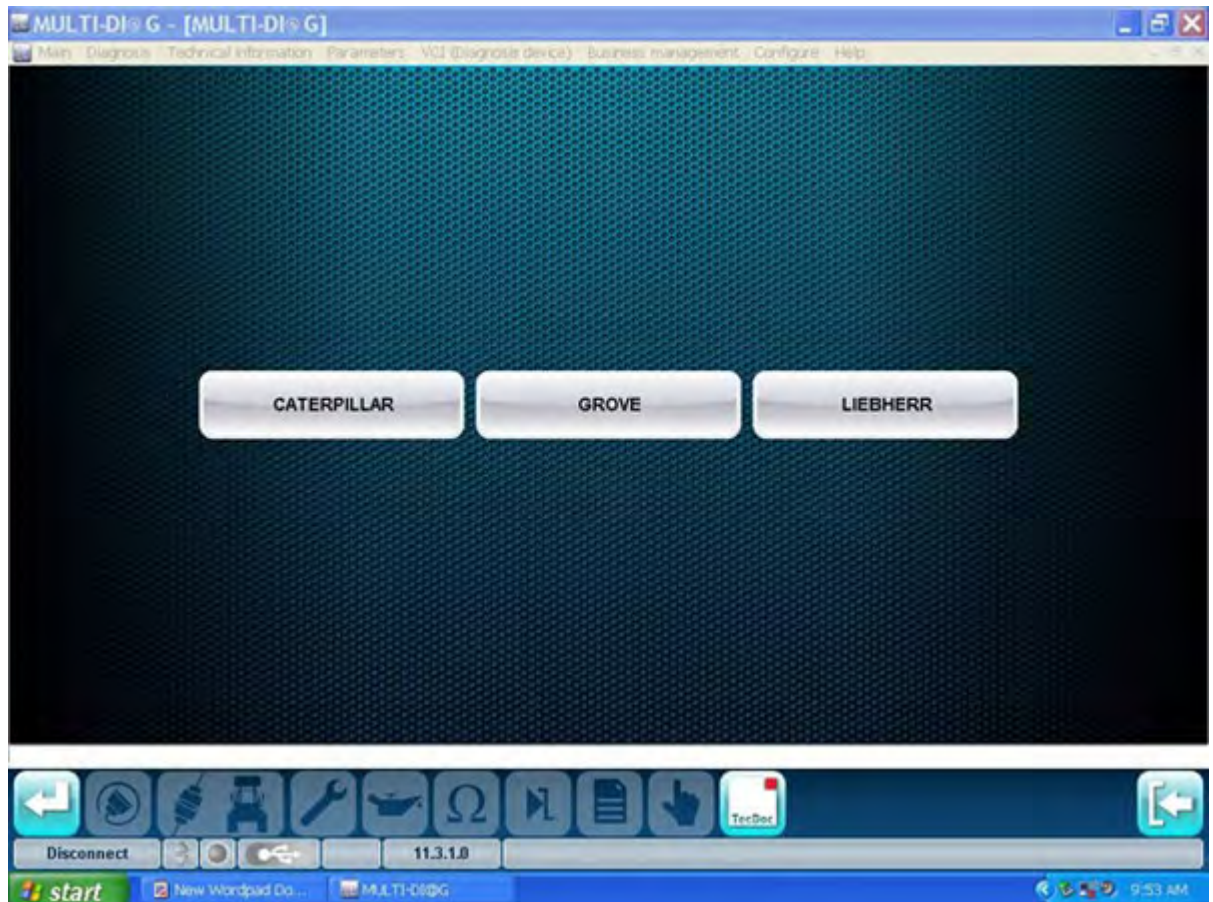 MULTI-DI@G - [MULTI-DI@G]
Main Diagnosis Technical information Parameters VCI (Diagnosis device) Business management Configure Help
CATERPILLAR GROVE LIEBHERR
TecDoc
Disconnect 11.3.1.0
start New Wordpad Do... MULTI-DI@G 9:53 AM